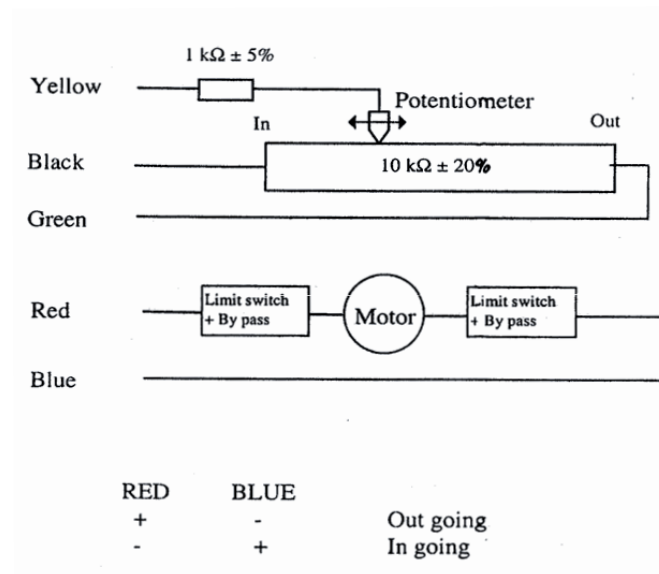 1 kΩ ± 5%
Yellow
Potentiometer
In
Out
Black
10 kΩ ± 20%
Green
Red
Limit switch
+ By pass
Motor
Limit switch
+ By pass
Blue
RED BLUE
+ - Out going
- + In going